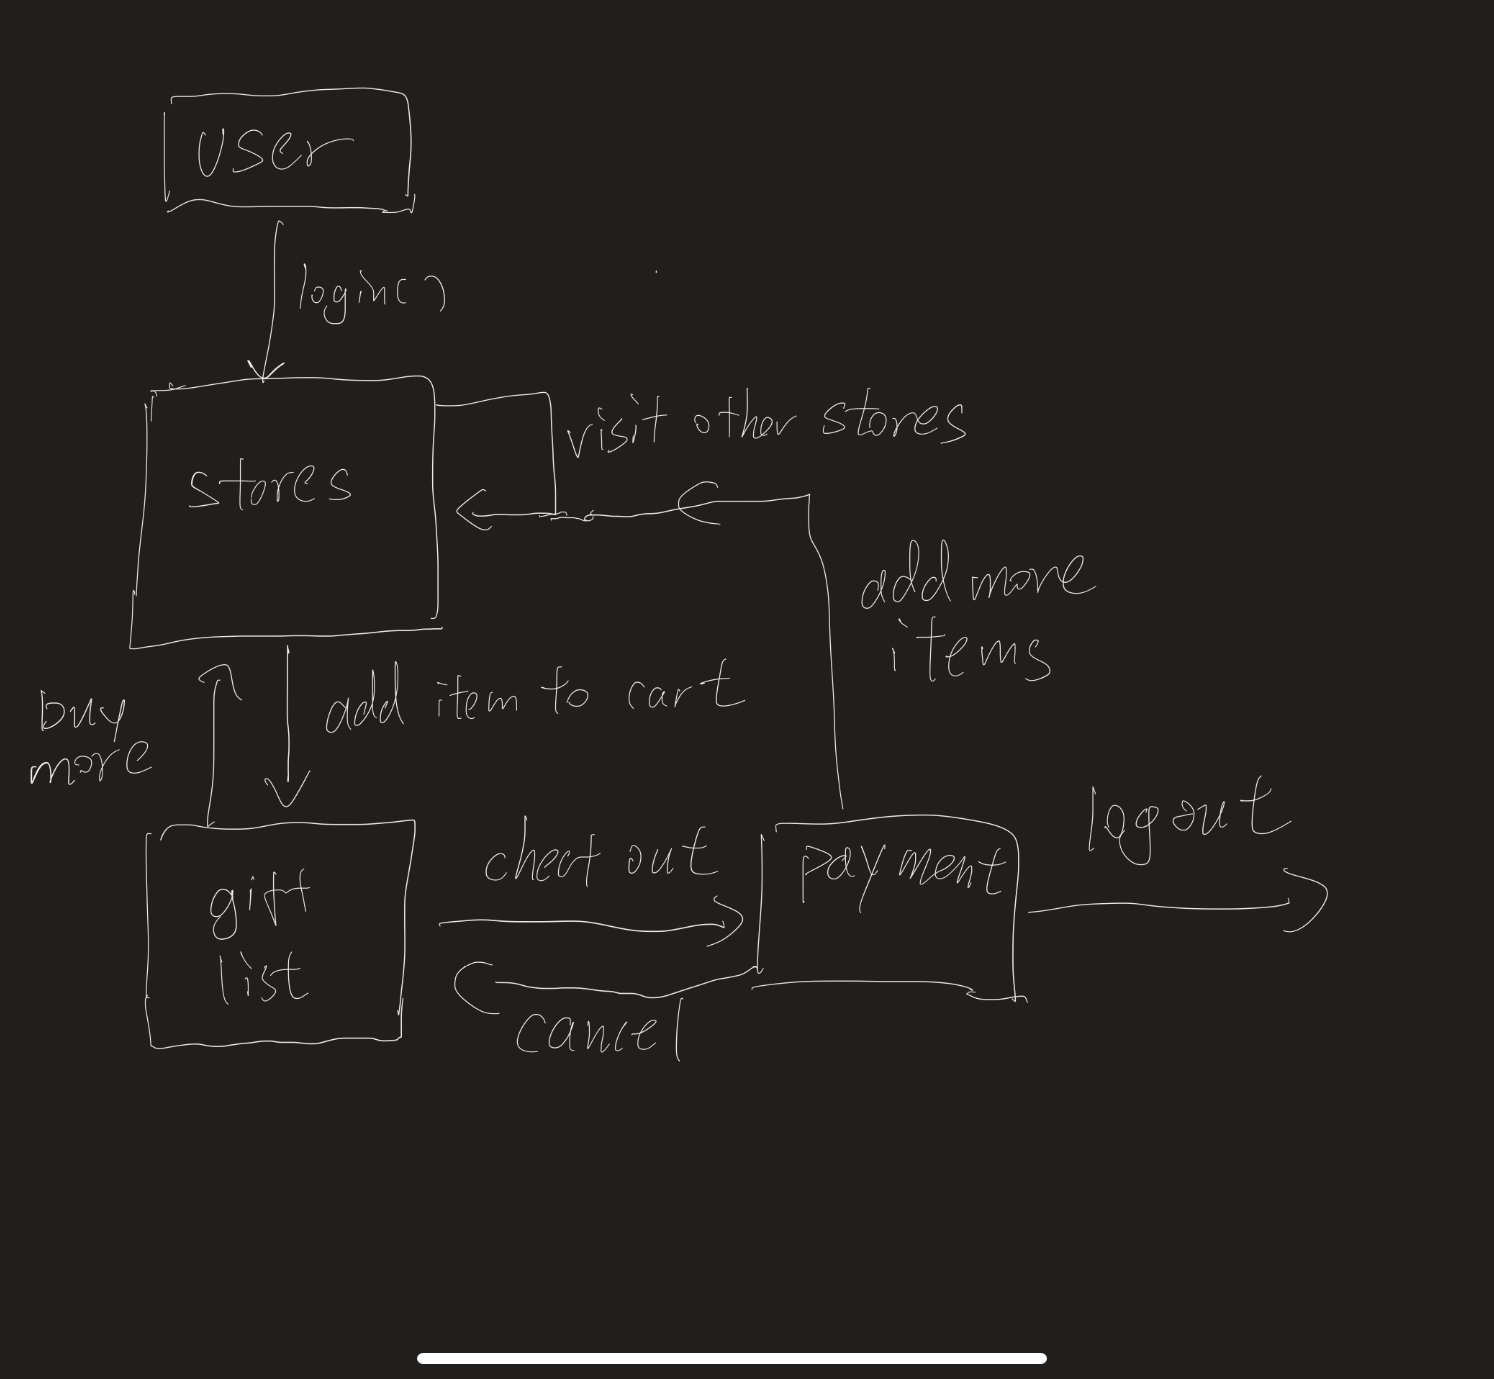 user
login()
visit other stores
stores
add more
items
buy
more
add item to cart
logout
check out
payment
gift
list
cancel